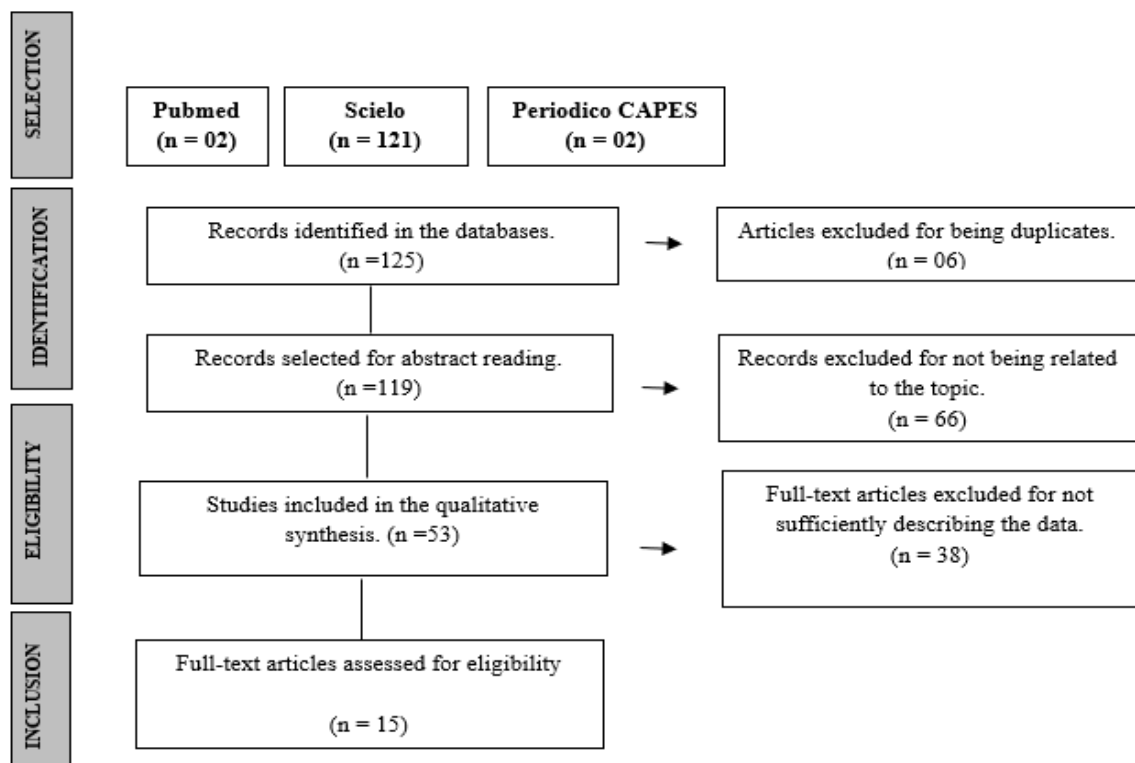 SELECTION
Pubmed
(n = 02)
Scielo
(n = 121)
Periodico CAPES
(n = 02)
IDENTIFICATION
Records identified in the databases.
(n =125)
Articles excluded for being duplicates.
(n = 06)
Records selected for abstract reading.
(n =119)
Records excluded for not being related
to the topic.
(n = 66)
ELIGIBILITY
Studies included in the qualitative
synthesis. (n =53)
Full-text articles excluded for not
sufficiently describing the data.
(n = 38)
INCLUSION
Full-text articles assessed for eligibility
(n = 15)